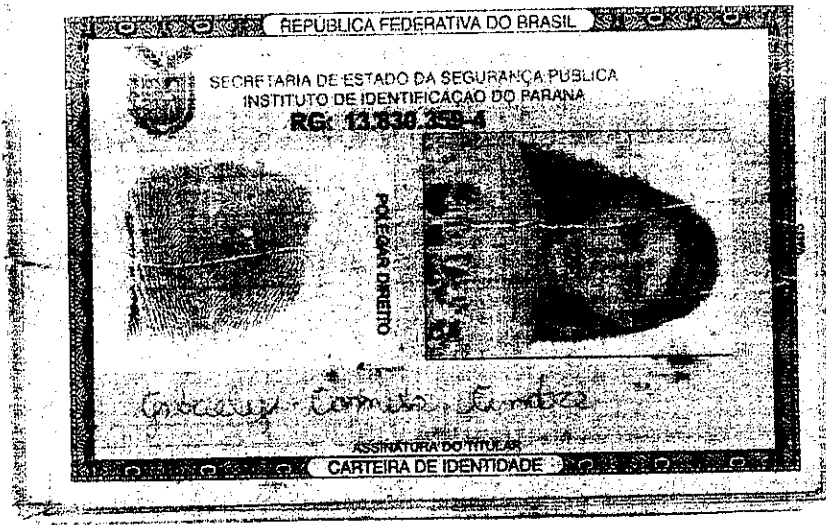 REPÚBLICA FEDERATIVA DO BRASIL
SECRETARIA DE ESTADO DA SEGURANÇA PÚBLICA
INSTITUTO DE IDENTIFICAÇÃO DO PARANÁ
RG: 13.830.359-4
POLEGAR DIREITO
ASSINATURA DO TITULAR
CARTEIRA DE IDENTIDADE